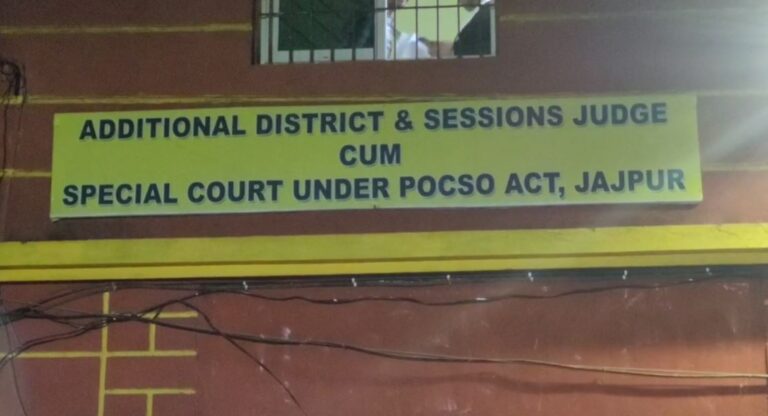 ADDITIONAL DISTRICT & SESSIONS JUDGE
CUM
SPECIAL COURT UNDER POCSO ACT, JAJPUR